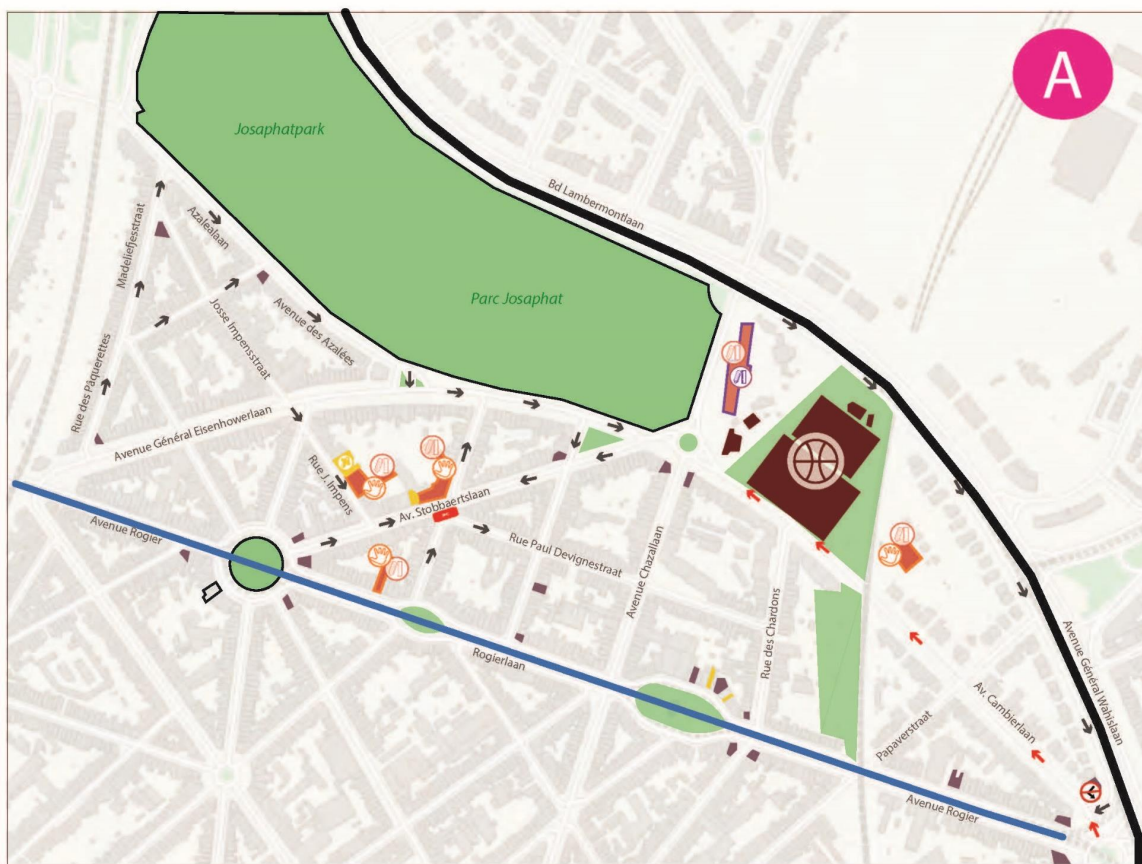 A
Josaphatpark
Bd Lambermontlaan
Madeliefjesstraat
Azalealaan
Parc Josaphat
Josse Impensstraat
Avenue des Azalées
Rue des Pâquerettes
Avenue Général Eisenhowerlaan
Rue J. Impens
Av. Stobbaertslaan
Avenue Rogier
Rue Paul Devignestraat
Avenue Chazallaan
Rue des Chardons
Rogierlaan
Avenue Général Wahislaan
Av. Cambierlaan
Papaverstraat
Avenue Rogier